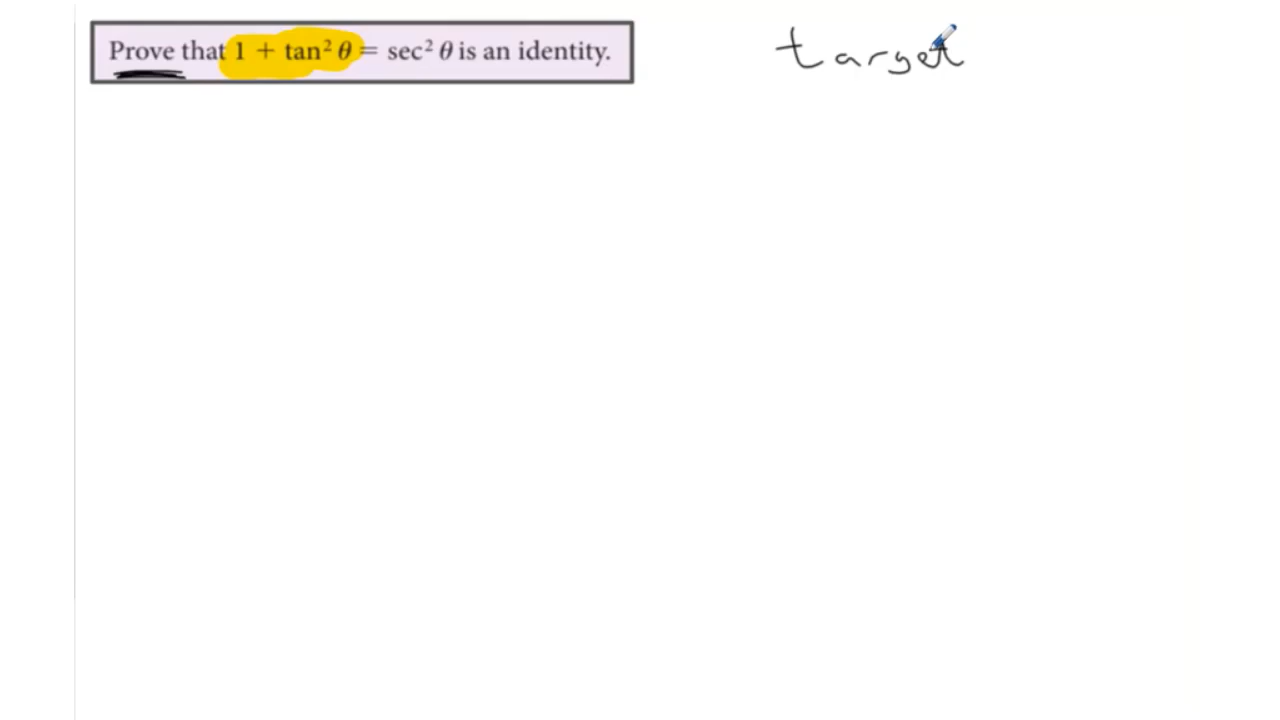 Prove that 1 + tan² θ = sec² θ is an identity.
target